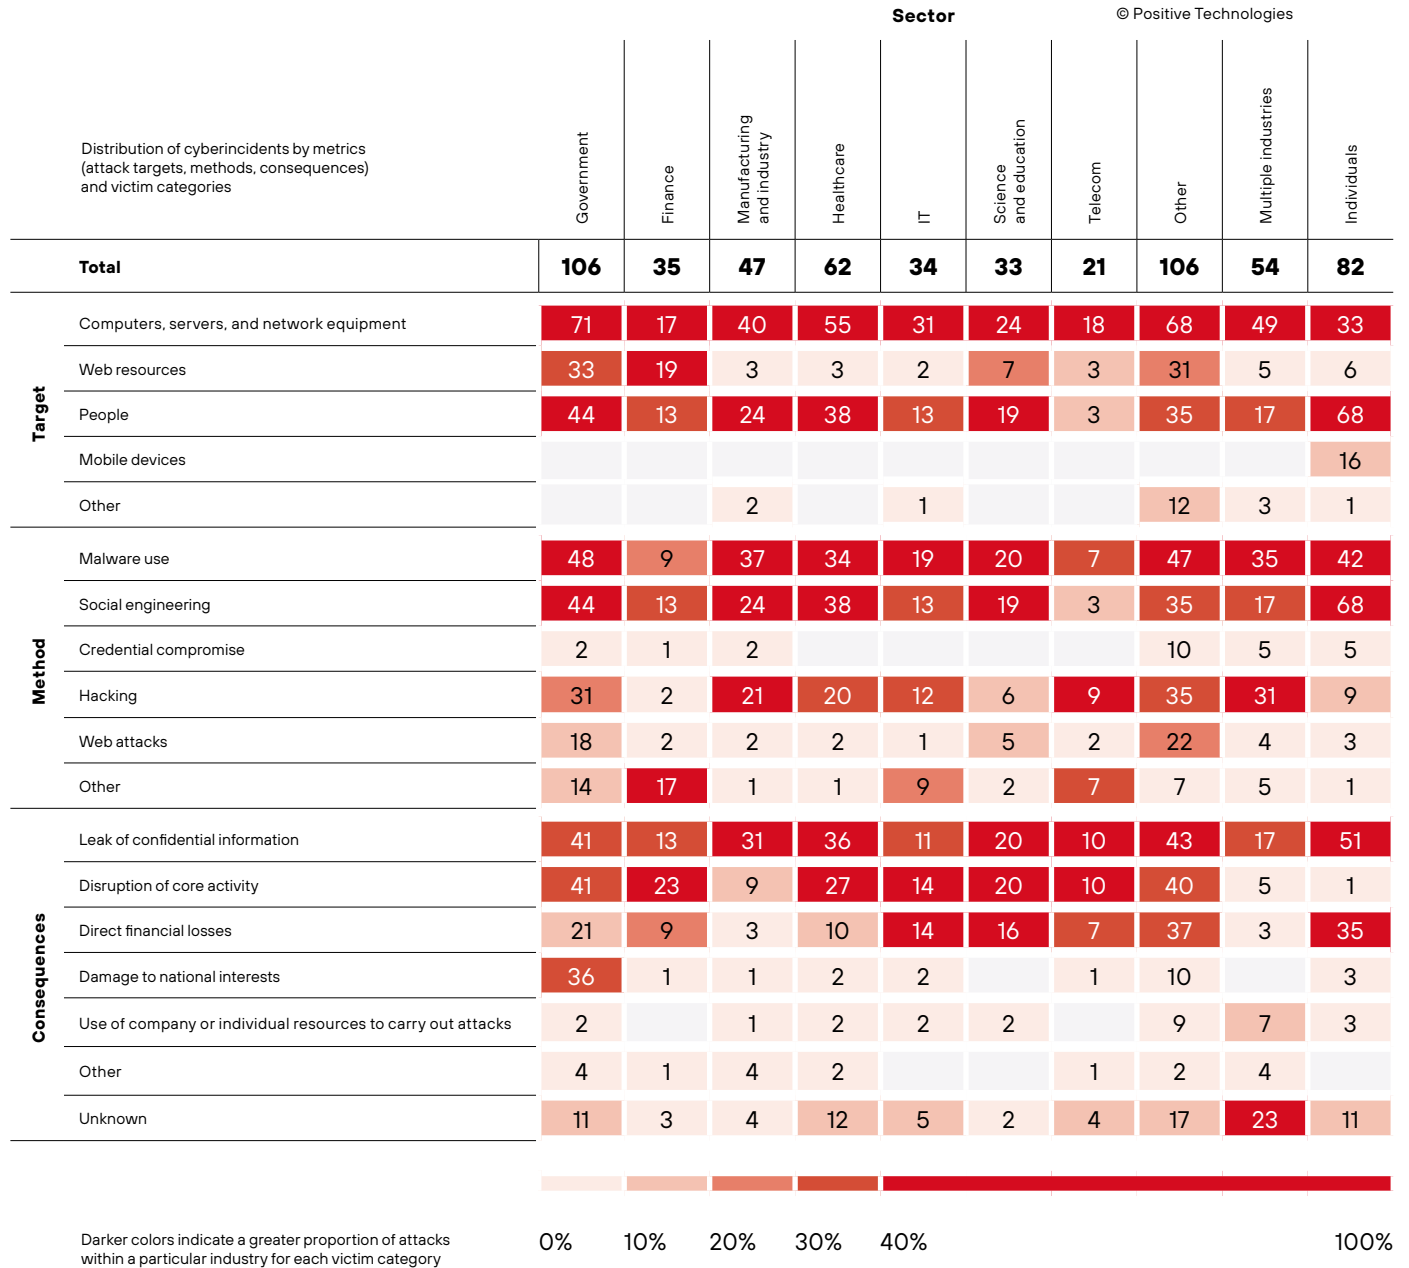 Sector
© Positive Technologies
Distribution of cyberincidents by metrics
(attack targets, methods, consequences)
and victim categories
Government
Finance
Manufacturing
and industry
Healthcare
IT
Science
and education
Telecom
Other
Multiple industries
Individuals
Total 106 35 47 62 34 33 21 106 54 82
Target
Computers, servers, and network equipment 71 17 40 55 31 24 18 68 49 33
Web resources 33 19 3 3 2 7 3 31 5 6
People 44 13 24 38 13 19 3 35 17 68
Mobile devices 16
Other 2 1 12 3 1
Method
Malware use 48 9 37 34 19 20 7 47 35 42
Social engineering 44 13 24 38 13 19 3 35 17 68
Credential compromise 2 1 2 10 5 5
Hacking 31 2 21 20 12 6 9 35 31 9
Web attacks 18 2 2 2 1 5 2 22 4 3
Other 14 17 1 1 9 2 7 7 5 1
Consequences
Leak of confidential information 41 13 31 36 11 20 10 43 17 51
Disruption of core activity 41 23 9 27 14 20 10 40 5 1
Direct financial losses 21 9 3 10 14 16 7 37 3 35
Damage to national interests 36 1 1 2 2 1 10 3
Use of company or individual resources to carry out attacks 2 1 2 2 2 9 7 3
Other 4 1 4 2 1 2 4
Unknown 11 3 4 12 5 2 4 17 23 11
Darker colors indicate a greater proportion of attacks
within a particular industry for each victim category
0% 10% 20% 30% 40% 100%